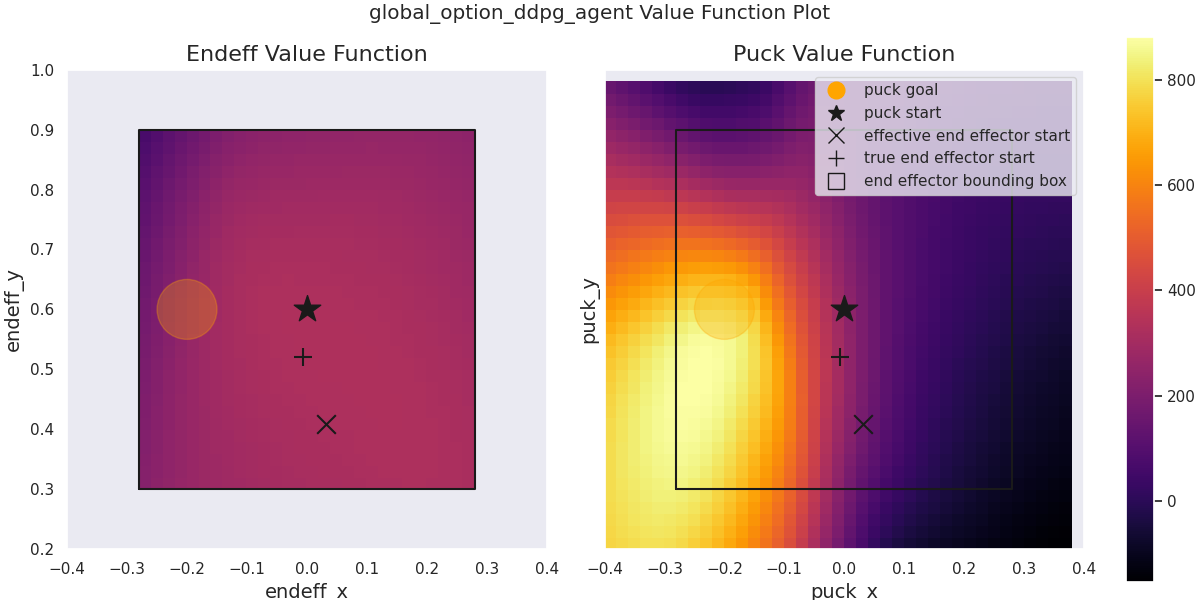 global_option_ddpg_agent Value Function Plot
Endeff Value Function
Puck Value Function
1.0
0.9
0.8
0.7
0.6
0.5
0.4
0.3
0.2
endeff_y
−0.4 −0.3 −0.2 −0.1 0.0 0.1 0.2 0.3 0.4
endeff_x
puck goal
puck start
effective end effector start
true end effector start
end effector bounding box
puck_y
−0.4 −0.3 −0.2 −0.1 0.0 0.1 0.2 0.3 0.4
puck_x
800
600
400
200
0